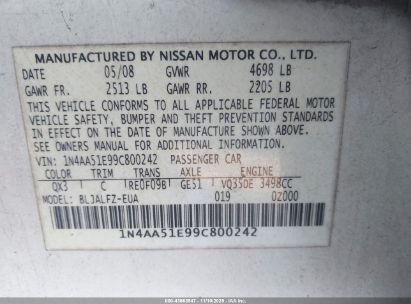 MANUFACTURED BY NISSAN MOTOR CO., LTD.
DATE 05/08 GVWR 4698 LB
GAWR FR. 2513 LB GAWR RR. 2205 LB
THIS VEHICLE CONFORMS TO ALL APPLICABLE FEDERAL MOTOR
VEHICLE SAFETY, BUMPER AND THEFT PREVENTION STANDARDS
IN EFFECT ON THE DATE OF MANUFACTURE SHOWN ABOVE.
SEE OWNERS MANUAL FOR ADDITIONAL INFORMATION.
VIN: 1N4AA51E99C800242 PASSENGER CAR
COLOR TRIM TRANS AXLE ENGINE
QX3 C RE0F09B GE51 VQ35DE 3498CC
MODEL: BLJALFZ-EUA 019 0Z000
1N4AA51E99C800242